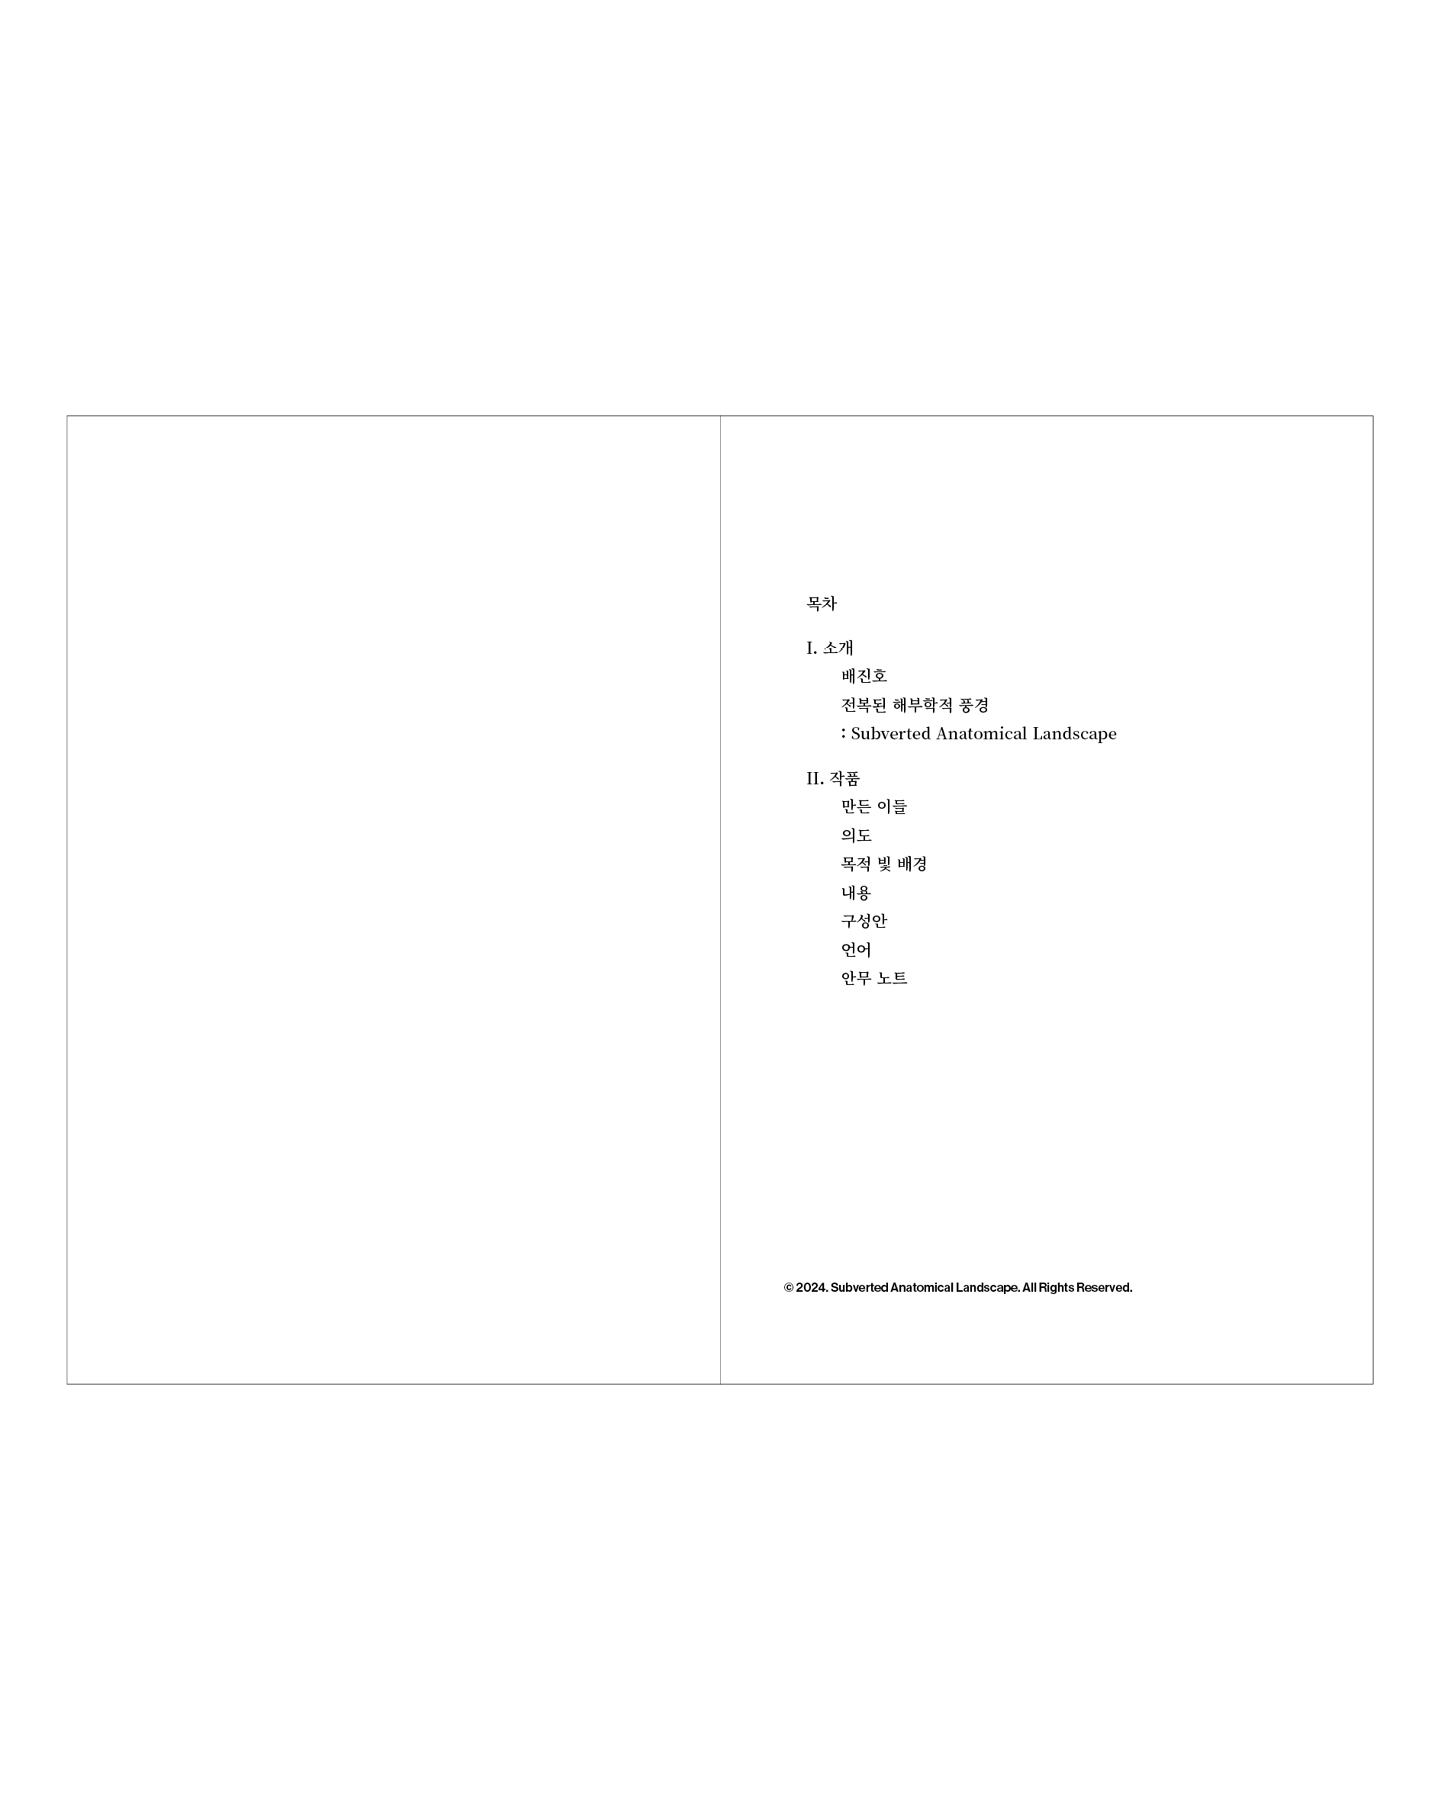 목차
I. 소개
배진호
전복된 해부학적 풍경
: Subverted Anatomical Landscape
II. 작품
만든 이들
의도
목적 빛 배경
내용
구성안
언어
안무 노트
© 2024. Subverted Anatomical Landscape. All Rights Reserved.